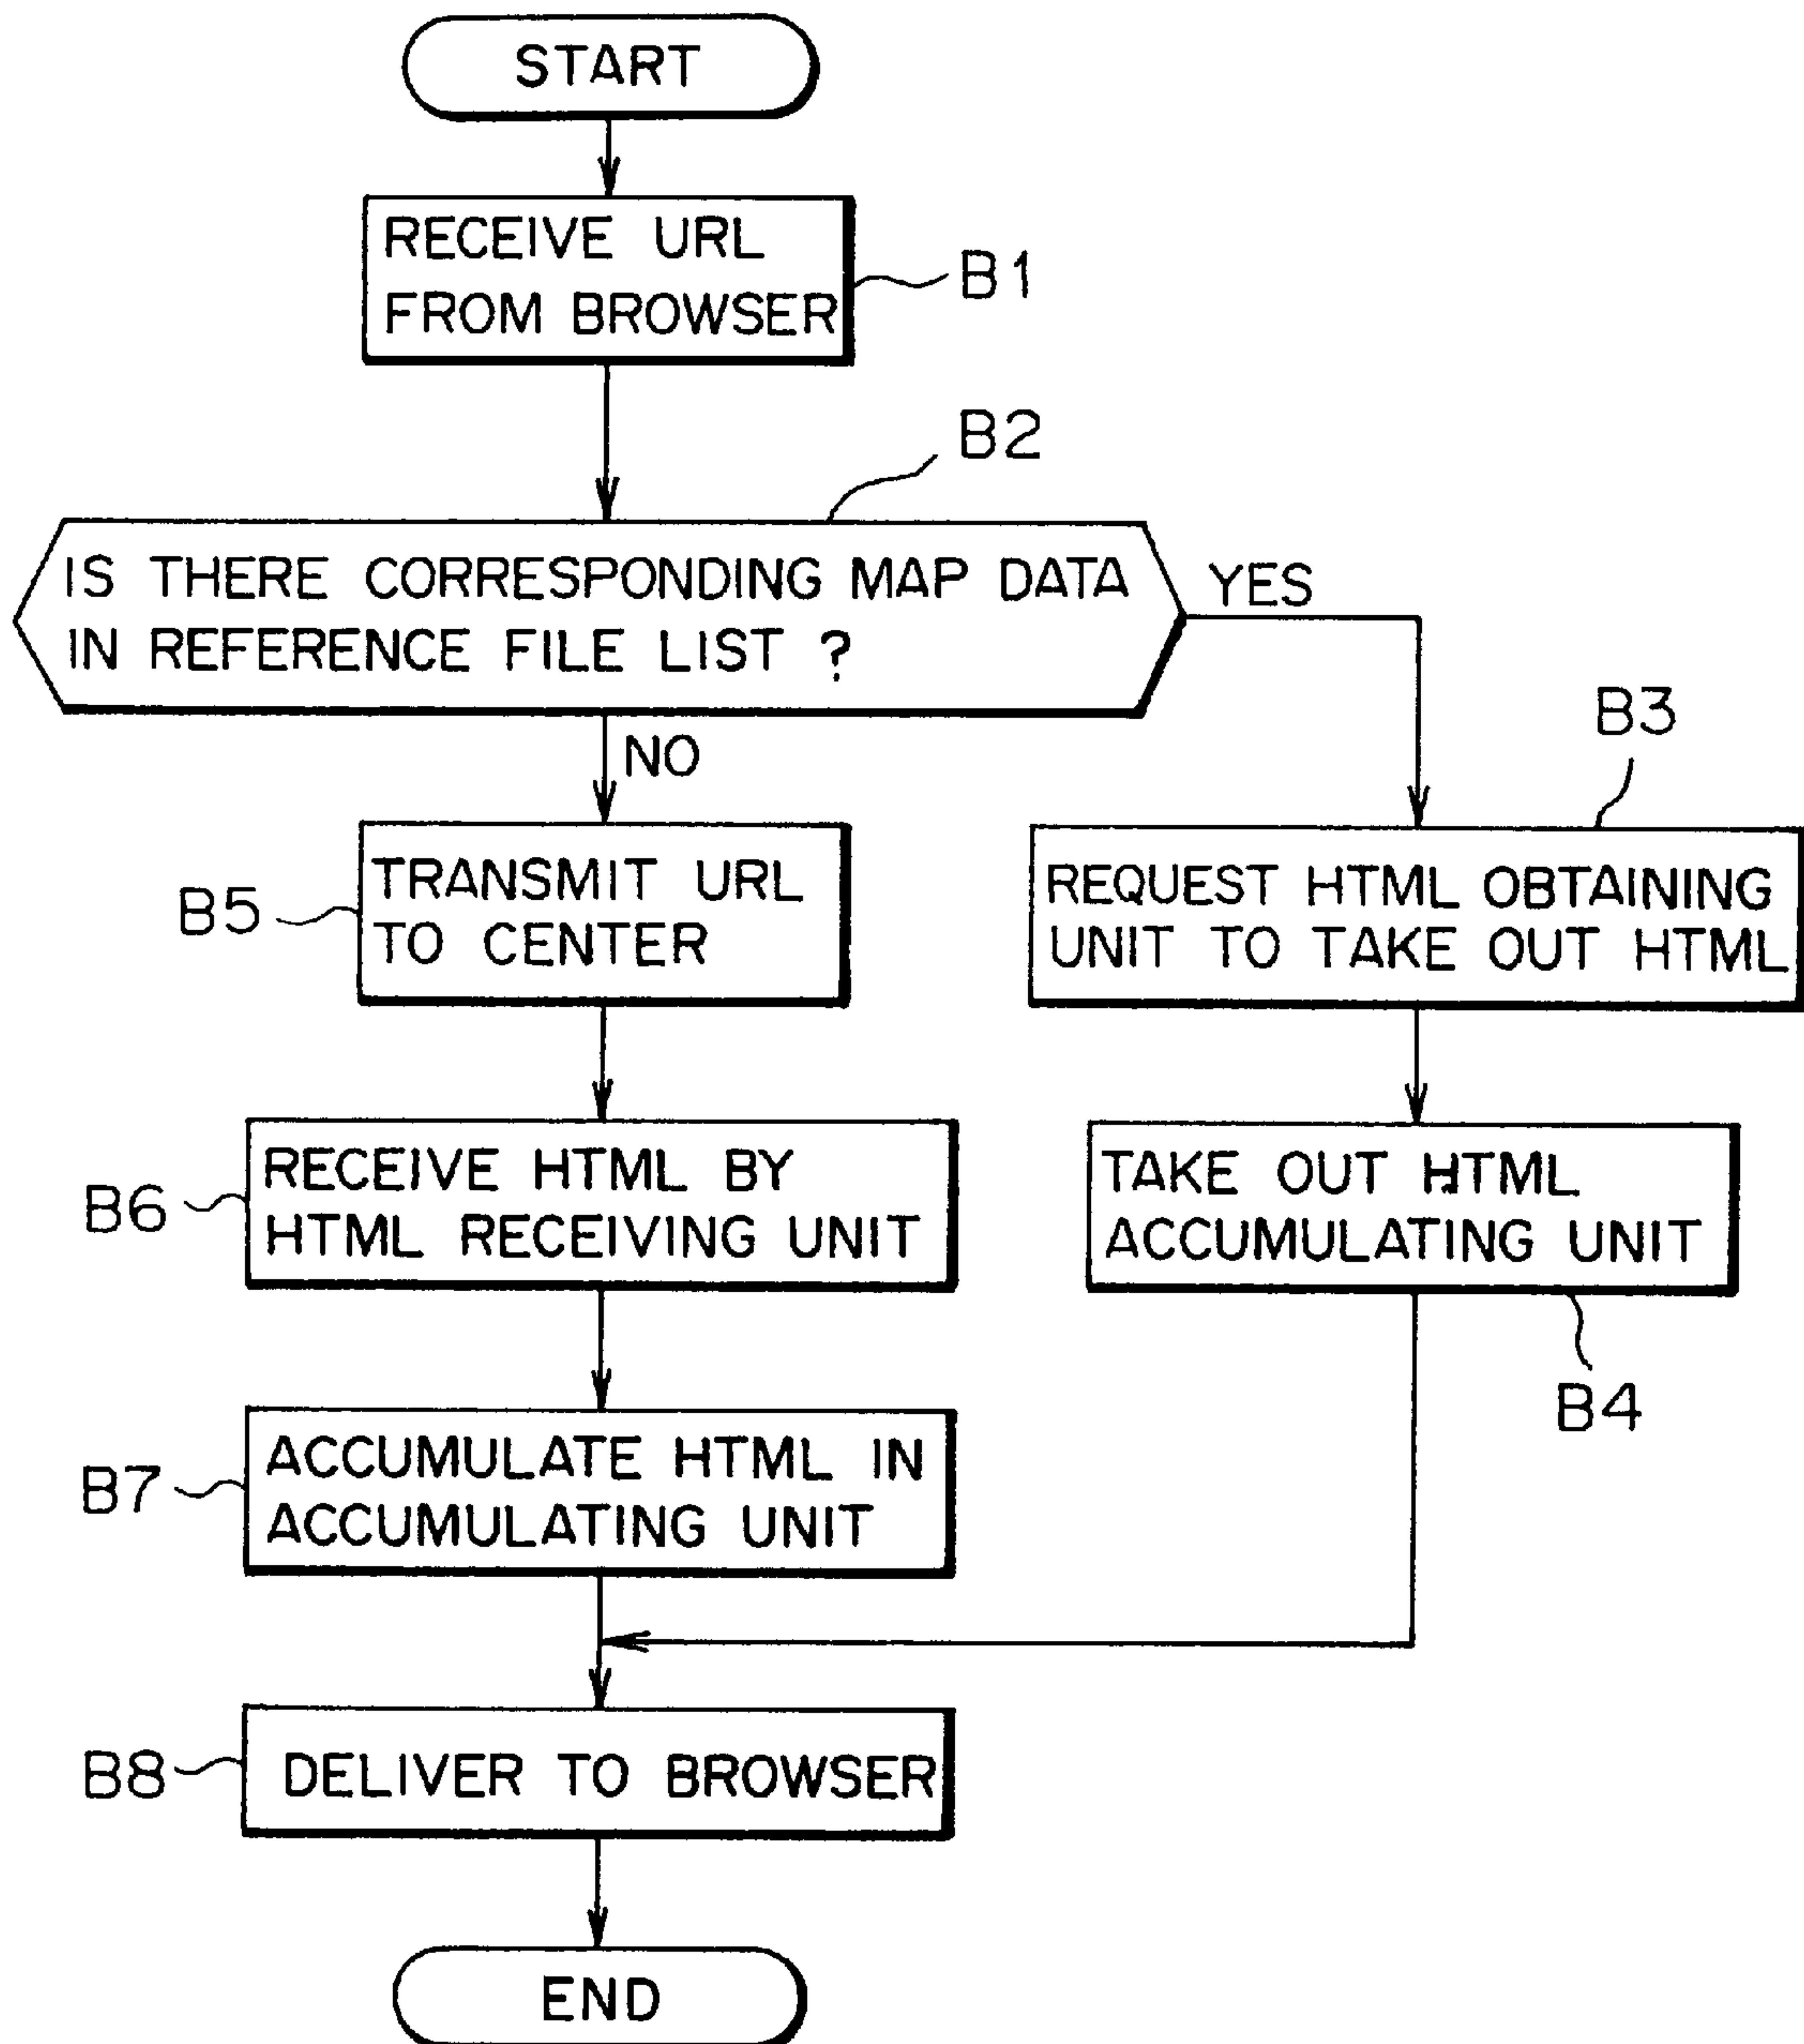 START
RECEIVE URL
FROM BROWSER
B1
B2
IS THERE CORRESPONDING MAP DATA
IN REFERENCE FILE LIST ?
YES
NO
B3
REQUEST HTML OBTAINING
UNIT TO TAKE OUT HTML
TRANSMIT URL
TO CENTER
B5
TAKE OUT HTML
ACCUMULATING UNIT
B4
RECEIVE HTML BY
HTML RECEIVING UNIT
B6
ACCUMULATE HTML IN
ACCUMULATING UNIT
B7
B8
DELIVER TO BROWSER
END